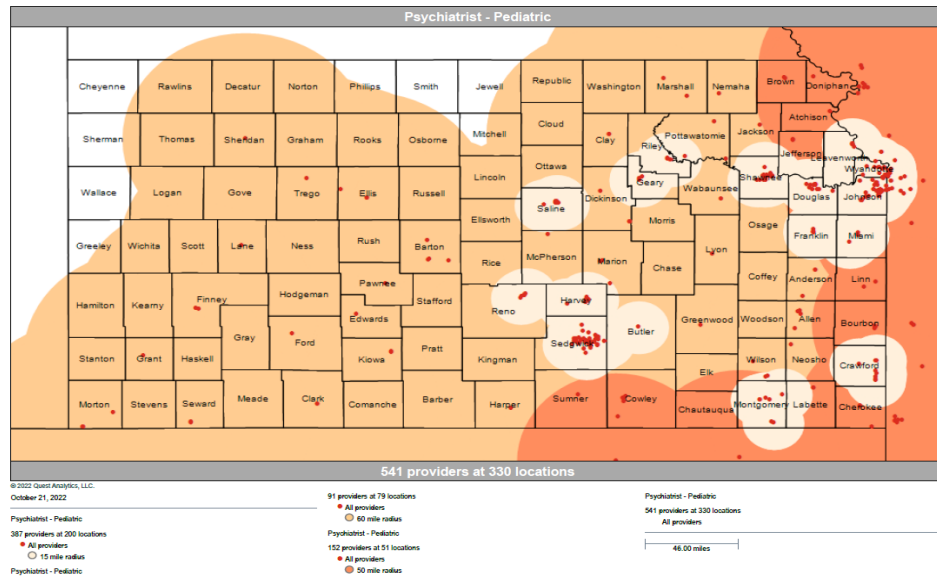 Psychiatrist - Pediatric
Cheyenne Rawlins Decatur Norton Philips Smith Jewell Republic Washington Marshall Nemaha Brown Doniphan
Sherman Thomas Sheridan Graham Rooks Osborne Mitchell Cloud Clay Riley Pottawatomie Jackson Atchison
Jefferson Leavenworth
Wallace Logan Gove Trego Ellis Russell Lincoln Ottawa Saline Dickinson Geary Wabaunsee Shawnee Douglas Johnson Wyandotte
Greeley Wichita Scott Lane Ness Rush Barton Ellsworth McPherson Marion Morris Lyon Osage Franklin Miami
Rice Chase Coffey Anderson Linn
Hamilton Kearny Finney Hodgeman Pawnee Stafford Reno Harvey Butler Greenwood Woodson Allen Bourbon
Gray Ford Edwards
Stanton Grant Haskell Kiowa Pratt Kingman Sedgwick Elk Wilson Neosho Crawford
Morton Stevens Seward Meade Clark Comanche Barber Harper Sumner Cowley Chautauqua Montgomery Labette Cherokee
541 providers at 330 locations
© 2022 Quest Analytics, LLC.
October 21, 2022
Psychiatrist - Pediatric
387 providers at 200 locations
All providers
15 mile radius
Psychiatrist - Pediatric
91 providers at 79 locations
All providers
60 mile radius
Psychiatrist - Pediatric
152 providers at 51 locations
All providers
50 mile radius
Psychiatrist - Pediatric
541 providers at 330 locations
All providers
46.00 miles